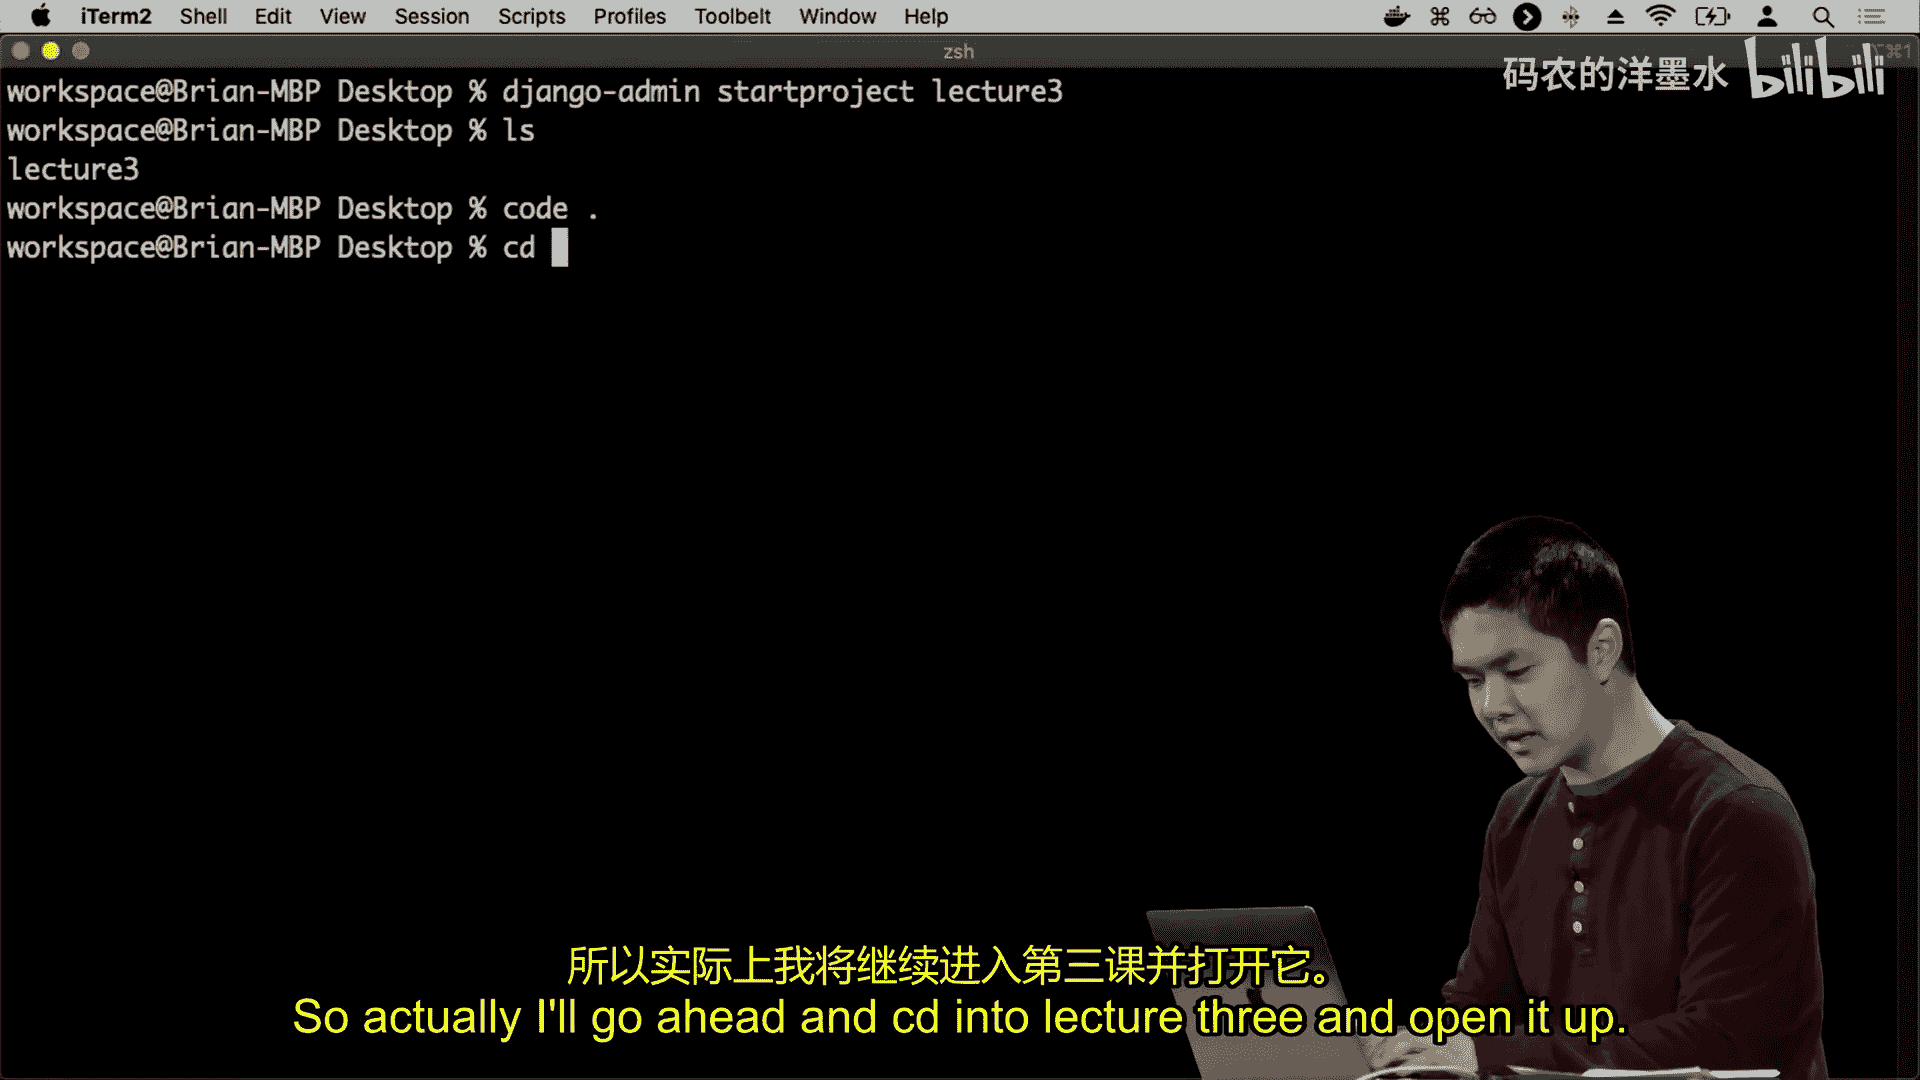 iTerm2 Shell Edit View Session Scripts Profiles Toolbelt Window Help
zsh
⌘1
码农的洋墨水 bilibili
workspace@Brian-MBP Desktop % django-admin startproject lecture3
workspace@Brian-MBP Desktop % ls
lecture3
workspace@Brian-MBP Desktop % code .
workspace@Brian-MBP Desktop % cd
所以实际上我将继续进入第三课并打开它。
So actually I'll go ahead and cd into lecture three and open it up.